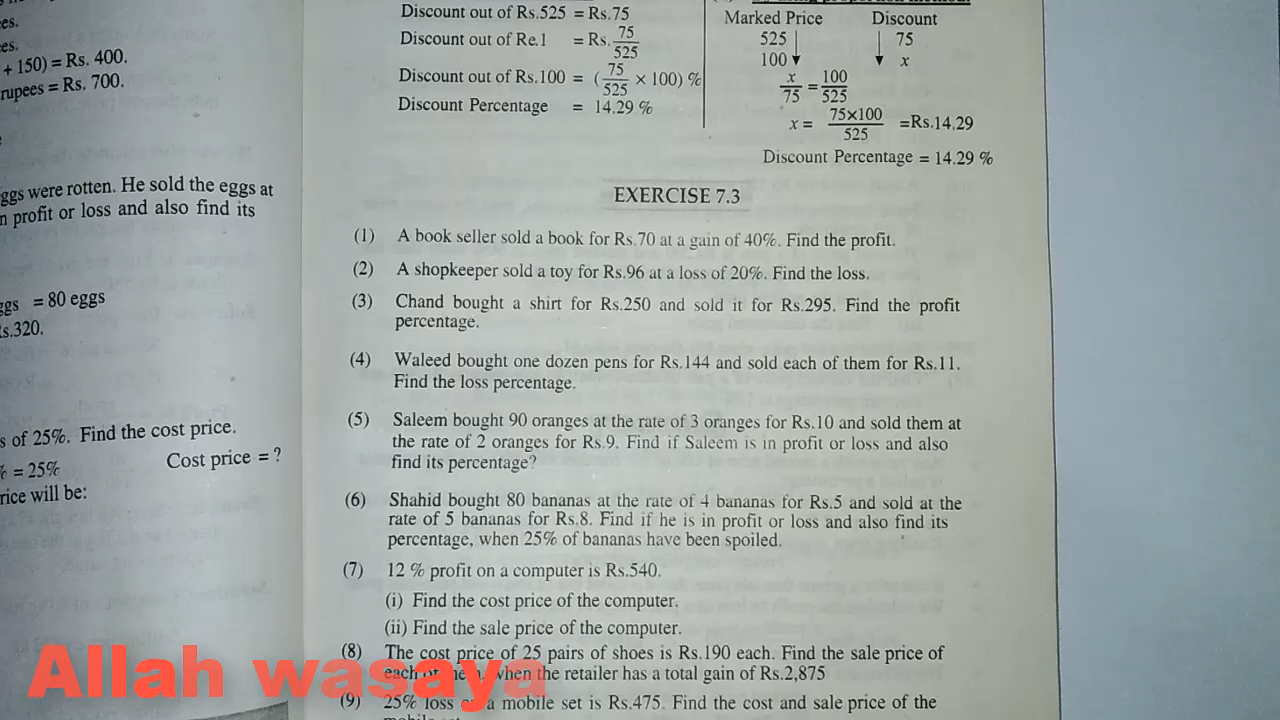 es.
es.
+ 150) = Rs. 400.
rupees = Rs. 700.
ggs were rotten. He sold the eggs at
n profit or loss and also find its
ggs = 80 eggs
s.320.
s of 25%. Find the cost price.
% = 25% Cost price = ?
rice will be:
Discount out of Rs.525 = Rs.75
Discount out of Re.1 = Rs. 75/525
Discount out of Rs.100 = (75/525 × 100) %
Discount Percentage = 14.29 %
Marked Price Discount
525 75
100 x
x/75 = 100/525
x = 75×100/525 =Rs.14.29
Discount Percentage = 14.29 %
EXERCISE 7.3
(1) A book seller sold a book for Rs.70 at a gain of 40%. Find the profit.
(2) A shopkeeper sold a toy for Rs.96 at a loss of 20%. Find the loss.
(3) Chand bought a shirt for Rs.250 and sold it for Rs.295. Find the profit
percentage.
(4) Waleed bought one dozen pens for Rs.144 and sold each of them for Rs.11.
Find the loss percentage.
(5) Saleem bought 90 oranges at the rate of 3 oranges for Rs.10 and sold them at
the rate of 2 oranges for Rs.9. Find if Saleem is in profit or loss and also
find its percentage?
(6) Shahid bought 80 bananas at the rate of 4 bananas for Rs.5 and sold at the
rate of 5 bananas for Rs.8. Find if he is in profit or loss and also find its
percentage, when 25% of bananas have been spoiled.
(7) 12 % profit on a computer is Rs.540.
(i) Find the cost price of the computer.
(ii) Find the sale price of the computer.
(8) The cost price of 25 pairs of shoes is Rs.190 each. Find the sale price of
each when the retailer has a total gain of Rs.2,875
(9) 25% loss a mobile set is Rs.475. Find the cost and sale price of the
Allah wasaya